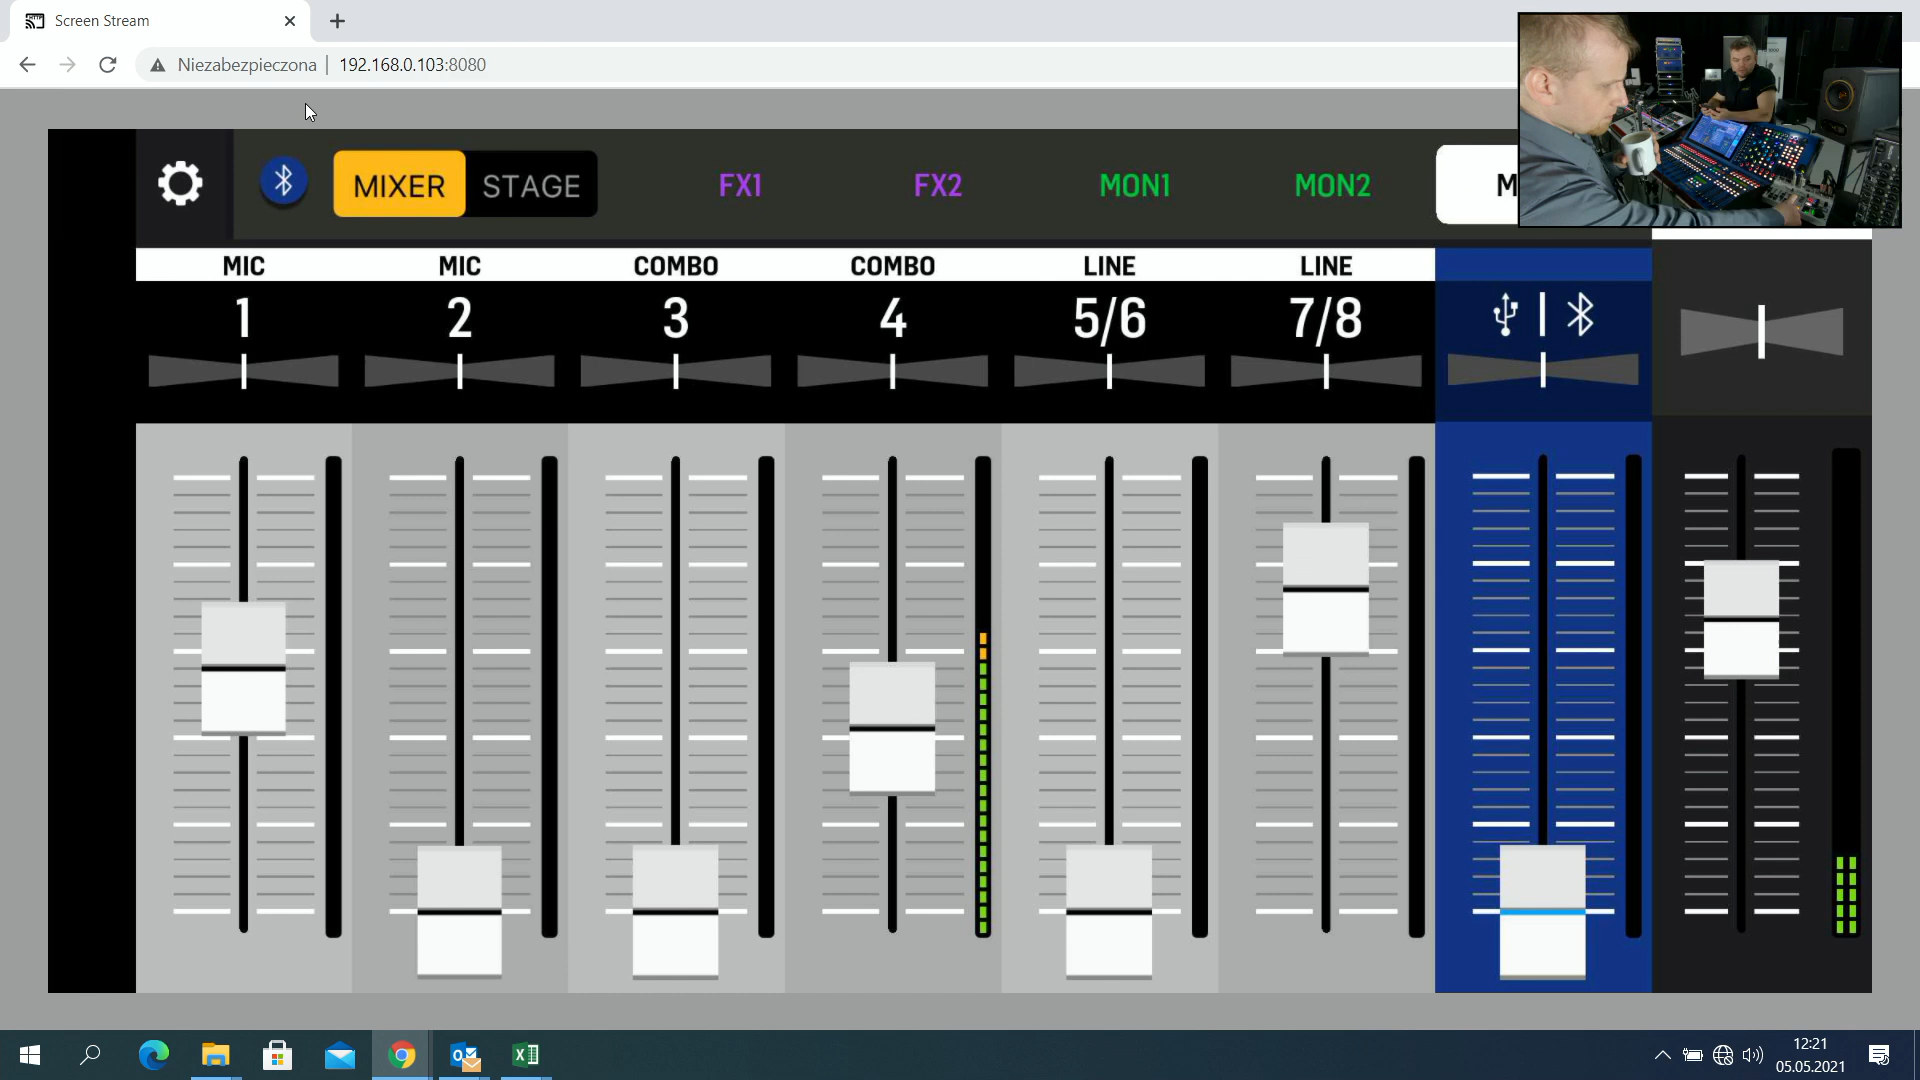 Screen Stream
Niezabezpieczona | 192.168.0.103:8080
MIXER STAGE FX1 FX2 MON1 MON2 M
MIC MIC COMBO COMBO LINE LINE
1 2 3 4 5/6 7/8
12:21
05.05.2021